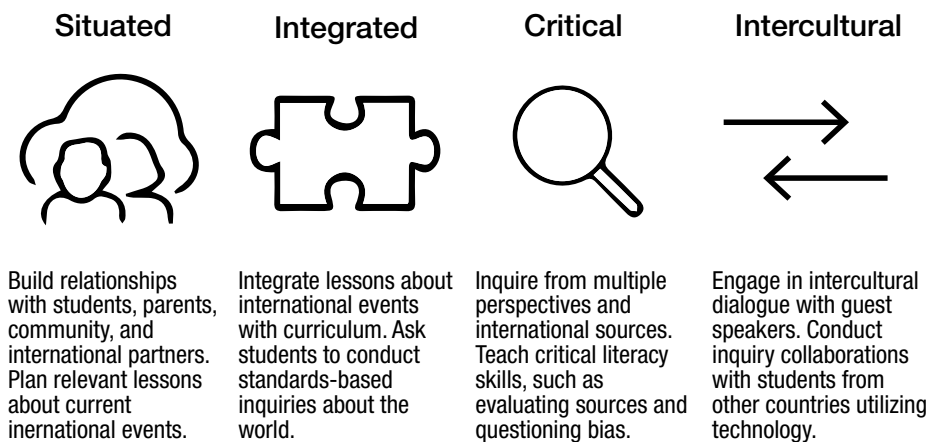 Situated
Build relationships
with students, parents,
community, and
international partners.
Plan relevant lessons
about current
inernational events.
Integrated
Integrate lessons about
international events
with curriculum. Ask
students to conduct
standards-based
inquiries about the
world.
Critical
Inquire from multiple
perspectives and
international sources.
Teach critical literacy
skills, such as
evaluating sources and
questioning bias.
Intercultural
Engage in intercultural
dialogue with guest
speakers. Conduct
inquiry collaborations
with students from
other countries utilizing
technology.